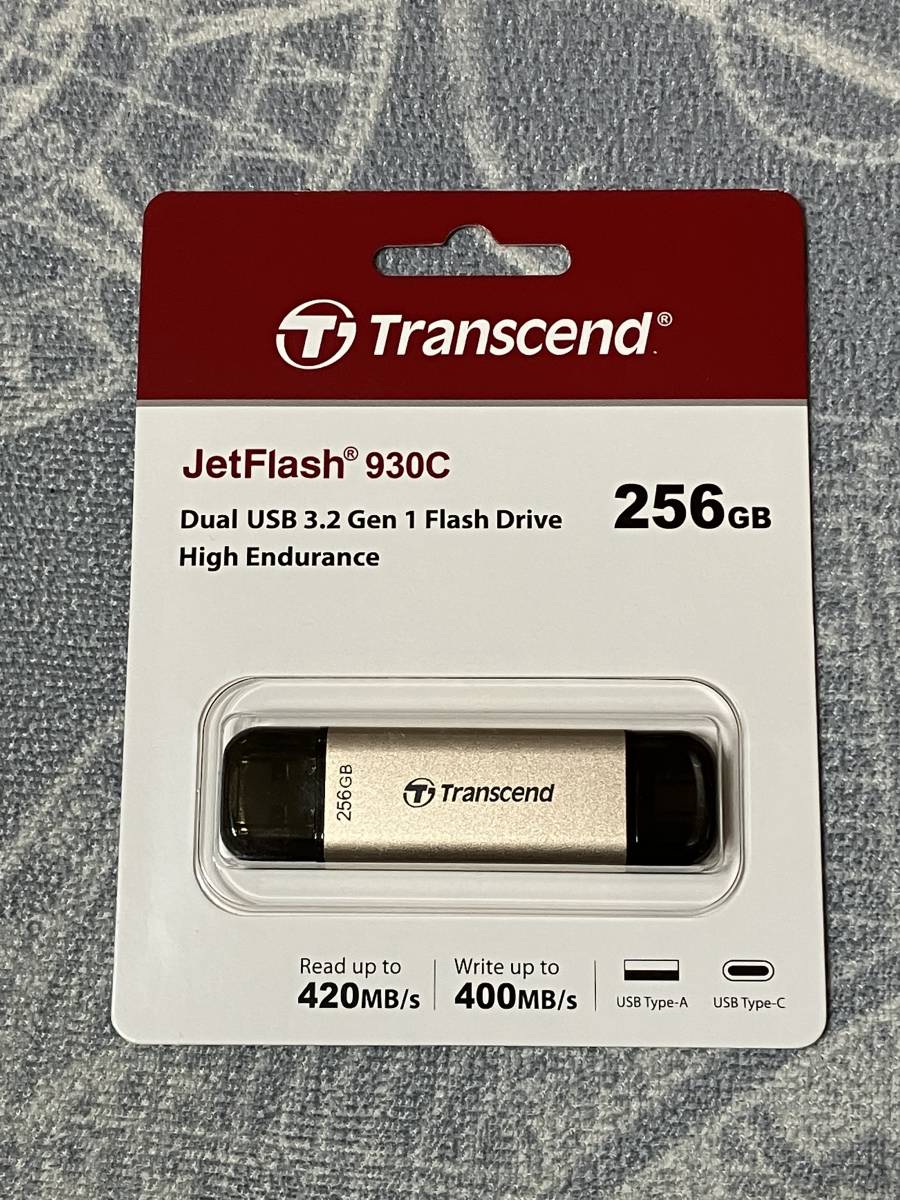 Transcend®
JetFlash® 930C
Dual USB 3.2 Gen 1 Flash Drive
High Endurance
256GB
256GB
Transcend
Read up to
420MB/s
Write up to
400MB/s
USB Type-A
USB Type-C